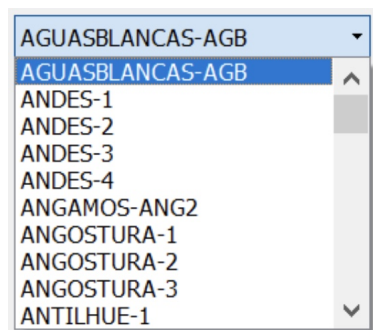 AGUASBLANCAS-AGB
AGUASBLANCAS-AGB
ANDES-1
ANDES-2
ANDES-3
ANDES-4
ANGAMOS-ANG2
ANGOSTURA-1
ANGOSTURA-2
ANGOSTURA-3
ANTILHUE-1